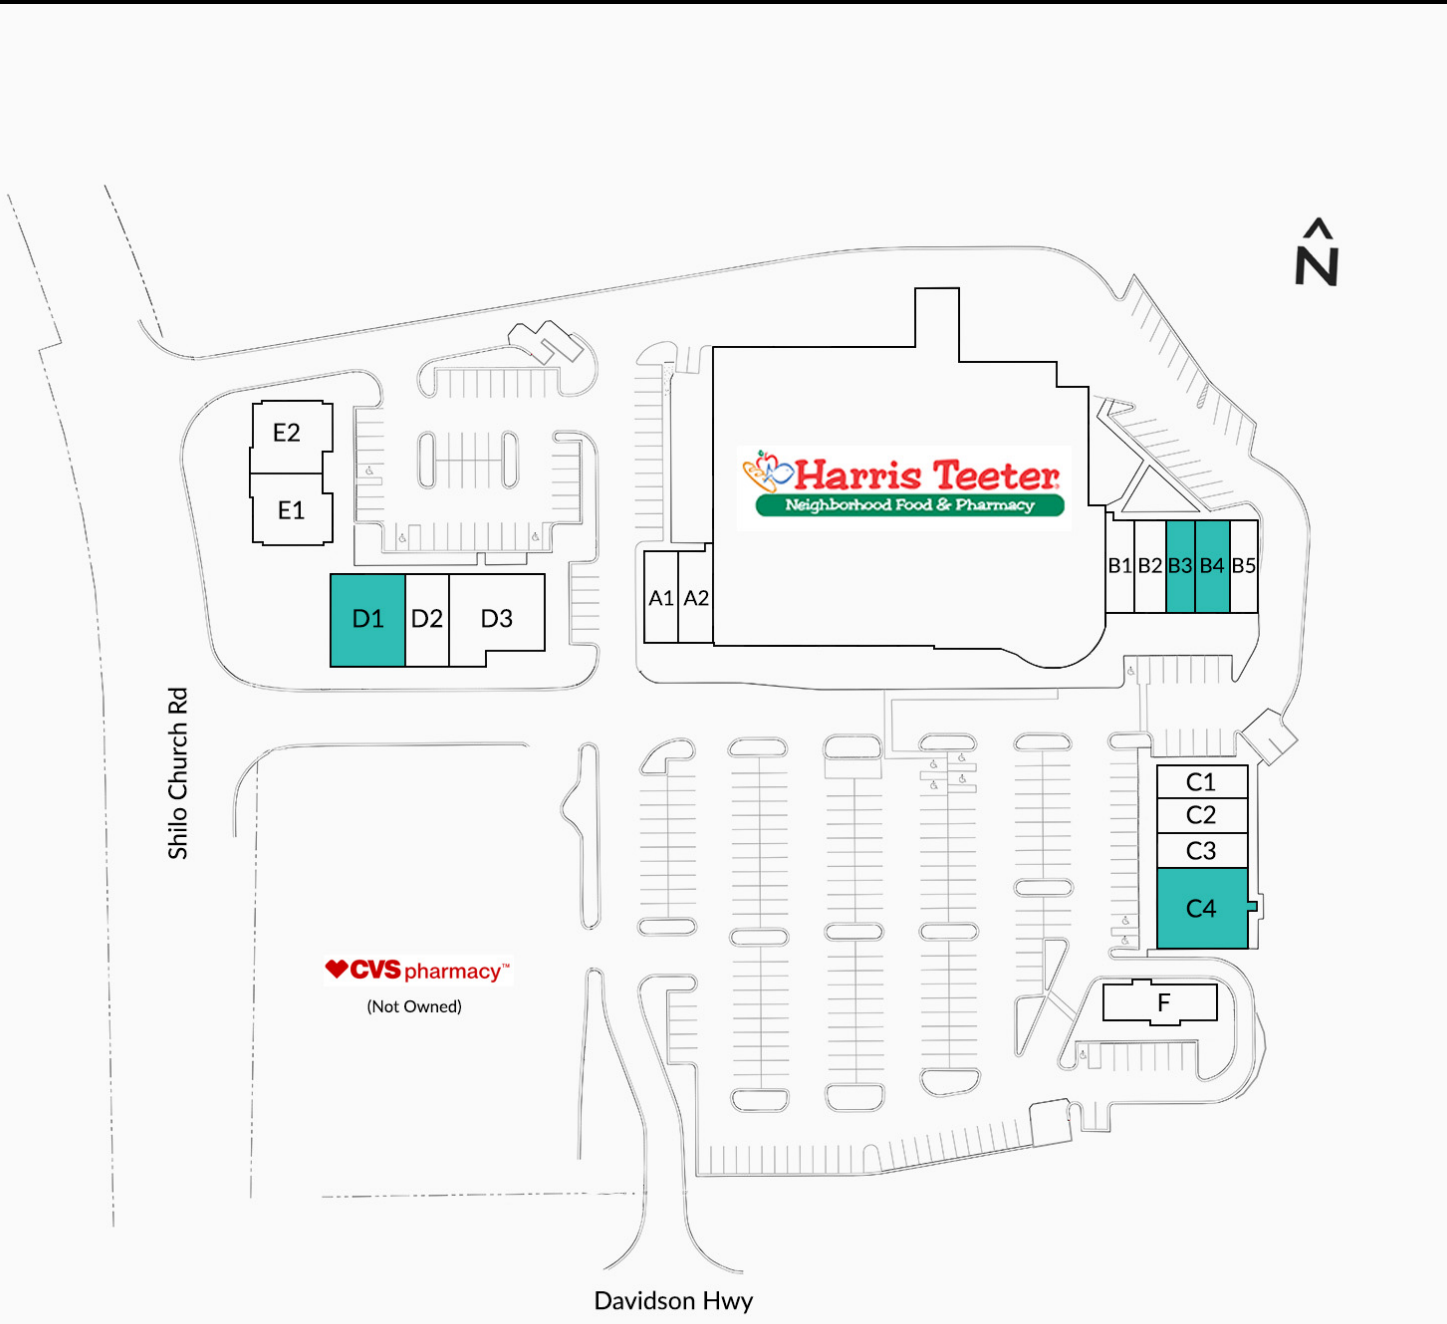 N
E2
E1
Harris Teeter
Neighborhood Food & Pharmacy
D1
D2
D3
A1
A2
B1
B2
B3
B4
B5
Shilo Church Rd
C1
C2
C3
C4
CVS pharmacy™
(Not Owned)
F
Davidson Hwy